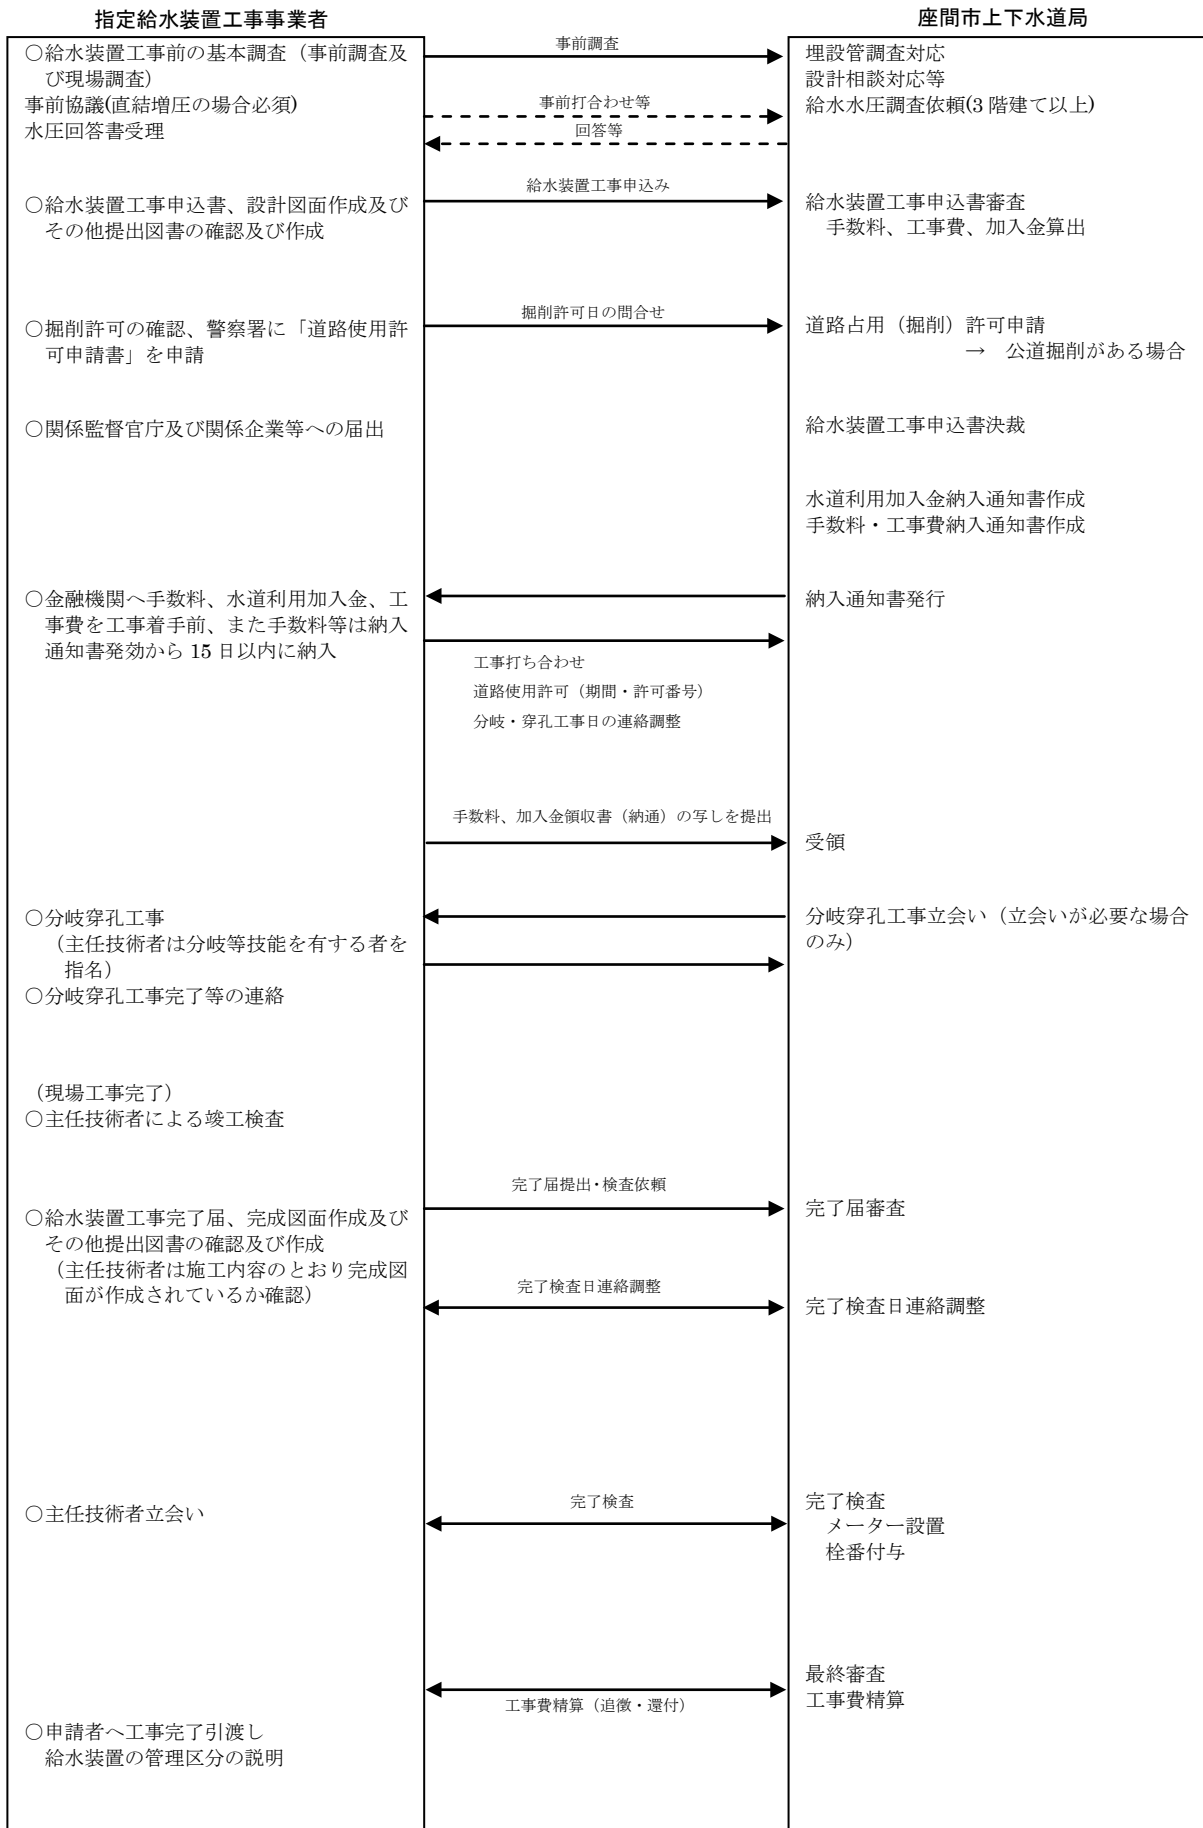 指定給水装置工事事業者
座間市上下水道局
○給水装置工事前の基本調査（事前調査及
び現場調査）
事前協議(直結増圧の場合必須)
水圧回答書受理
事前調査
埋設管調査対応
設計相談対応等
事前打合わせ等
給水水圧調査依頼(3 階建て以上)
回答等
○給水装置工事申込書、設計図面作成及び
その他提出図書の確認及び作成
給水装置工事申込み
給水装置工事申込書審査
手数料、工事費、加入金算出
○掘削許可の確認、警察署に「道路使用許
可申請書」を申請
掘削許可日の問合せ
道路占用（掘削）許可申請
→　公道掘削がある場合
○関係監督官庁及び関係企業等への届出
給水装置工事申込書決裁
水道利用加入金納入通知書作成
手数料・工事費納入通知書作成
○金融機関へ手数料、水道利用加入金、工
事費を工事着手前、また手数料等は納入
通知書発効から 15 日以内に納入
納入通知書発行
工事打ち合わせ
道路使用許可（期間・許可番号）
分岐・穿孔工事日の連絡調整
手数料、加入金領収書（納通）の写しを提出
受領
○分岐穿孔工事
（主任技術者は分岐等技能を有する者を
指名）
○分岐穿孔工事完了等の連絡
分岐穿孔工事立会い（立会いが必要な場合
のみ）
（現場工事完了）
○主任技術者による竣工検査
完了届提出・検査依頼
完了届審査
○給水装置工事完了届、完成図面作成及び
その他提出図書の確認及び作成
（主任技術者は施工内容のとおり完成図
面が作成されているか確認）
完了検査日連絡調整
完了検査日連絡調整
○主任技術者立会い
完了検査
完了検査
メーター設置
栓番付与
最終審査
工事費精算
工事費精算（追徴・還付）
○申請者へ工事完了引渡し
給水装置の管理区分の説明